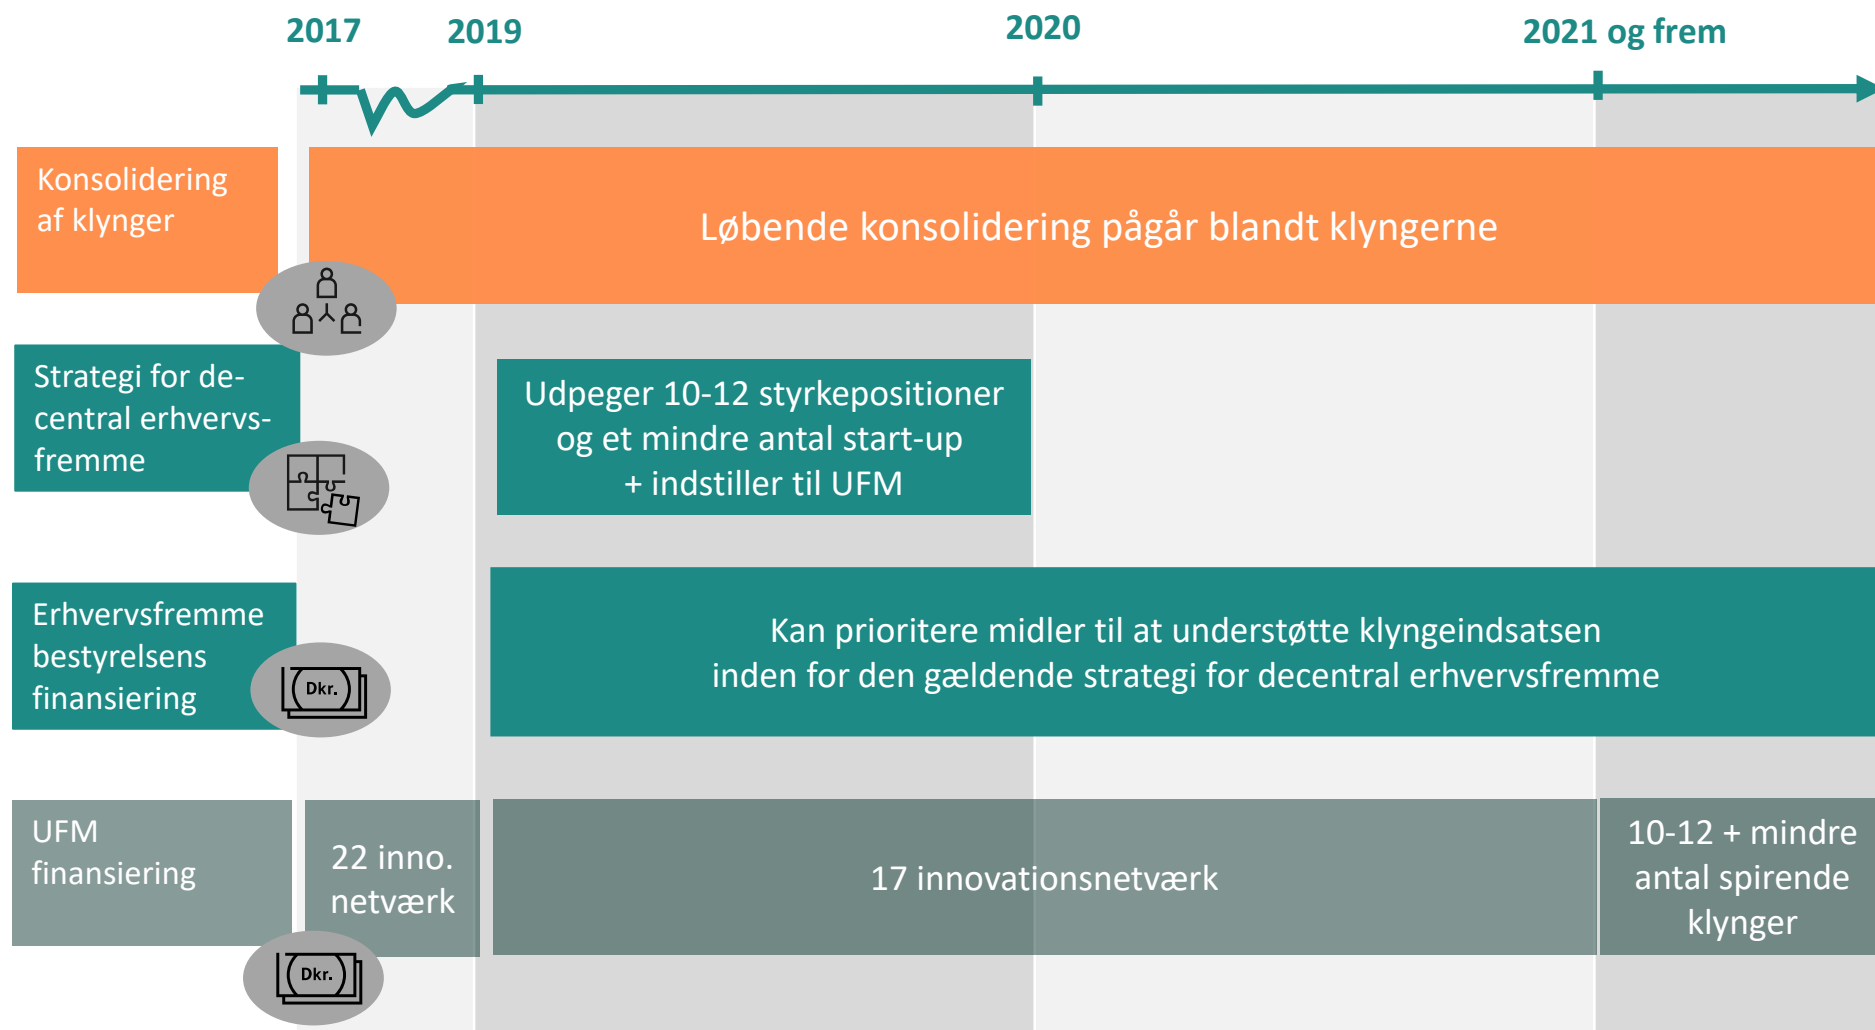 2017
2019
2020
2021 og frem
Konsolidering
af klynger
Løbende konsolidering pågår blandt klyngerne
Strategi for de-
central erhvervs-
fremme
Udpeger 10-12 styrkepositioner
og et mindre antal start-up
+ indstiller til UFM
Erhvervsfremme
bestyrelsens
finansiering
Dkr.
Kan prioritere midler til at understøtte klyngeindsatsen
inden for den gældende strategi for decentral erhvervsfremme
UFM
finansiering
Dkr.
22 inno.
netværk
17 innovationsnetværk
10-12 + mindre
antal spirende
klynger